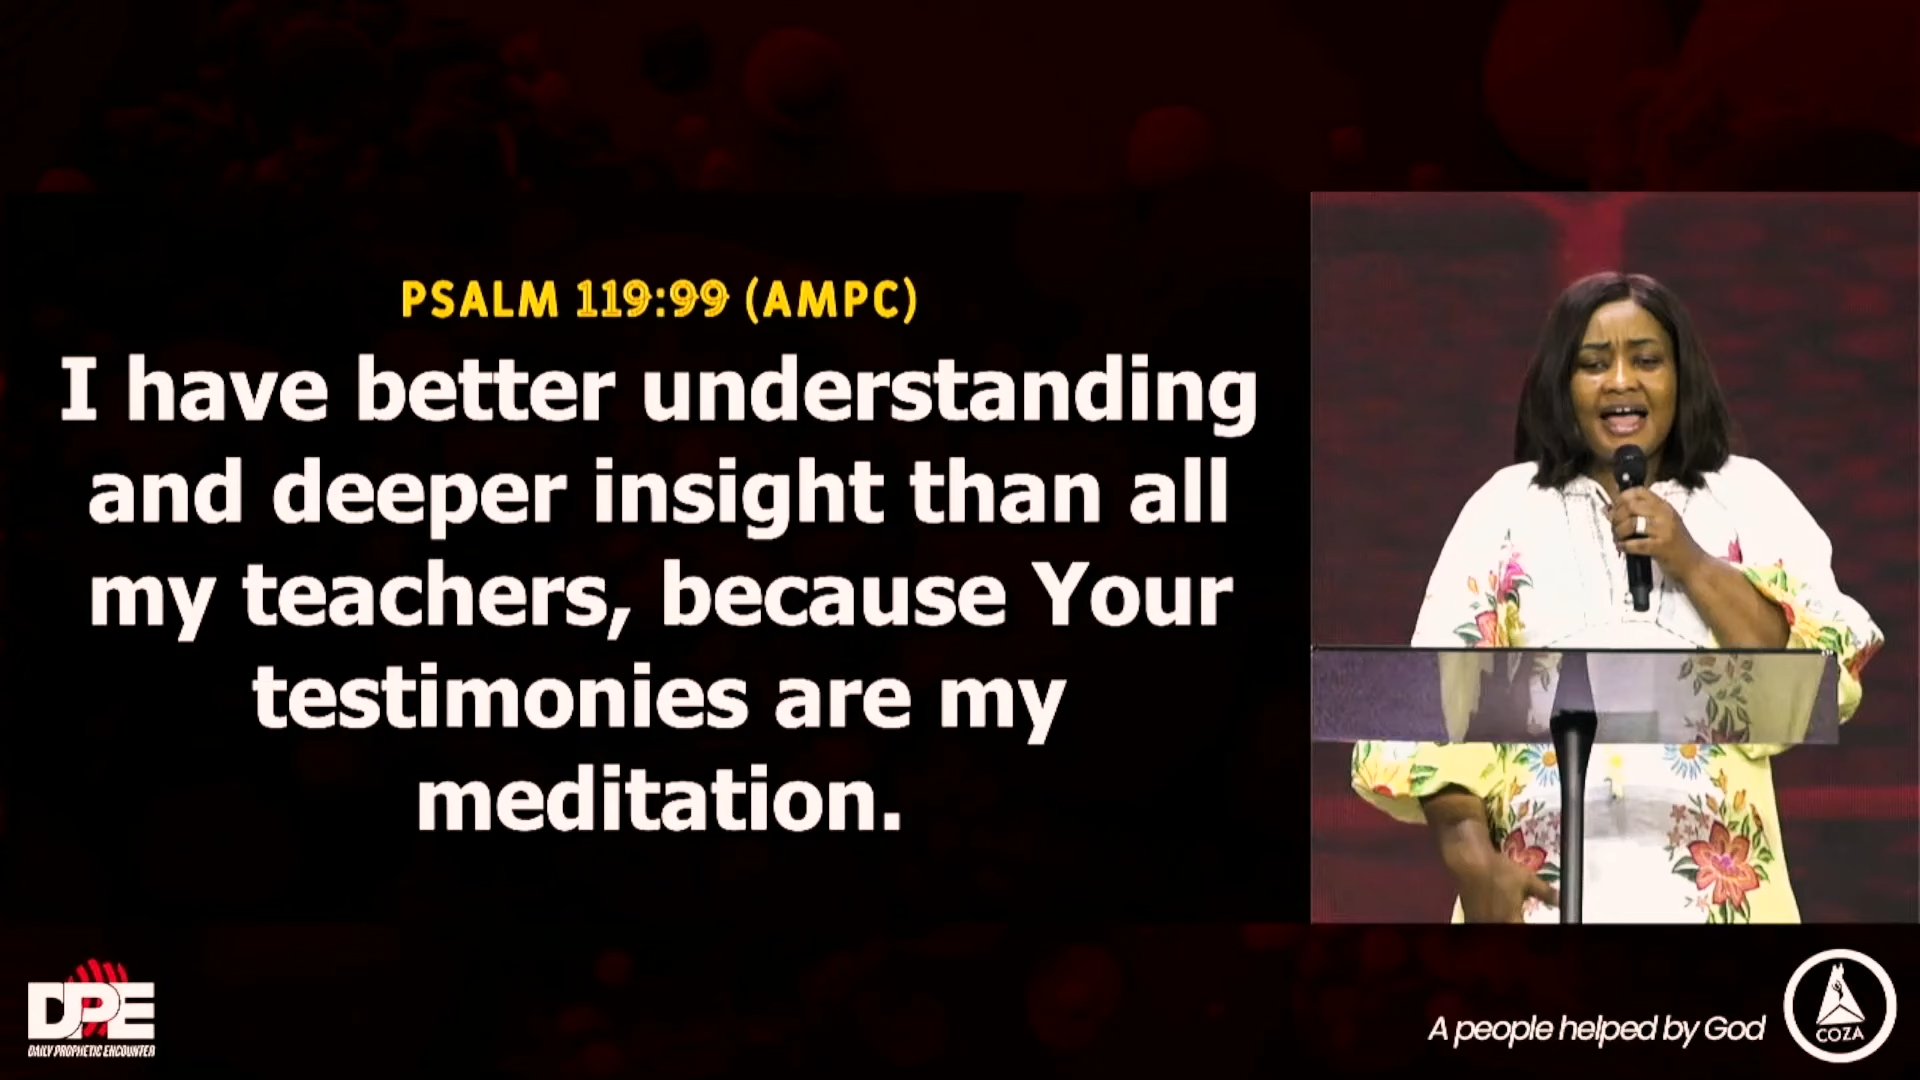 PSALM 119:99 (AMPC)
I have better understanding
and deeper insight than all
my teachers, because Your
testimonies are my
meditation.
DPE
DAILY PROPHETIC ENCOUNTER
A people helped by God
COZA